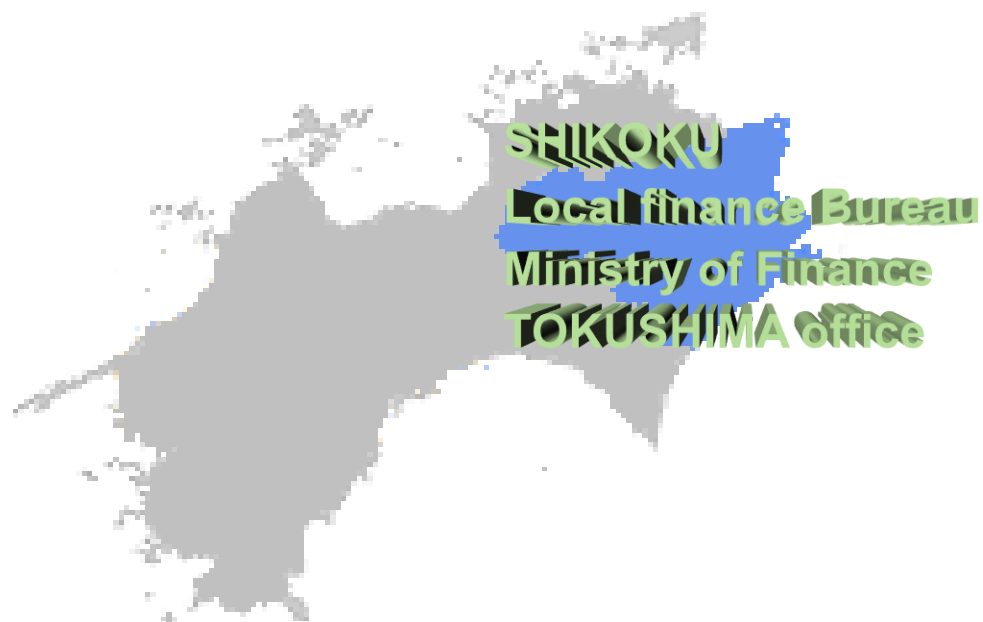 SHIKOKU
Local finance Bureau
Ministry of Finance
TOKUSHIMA office